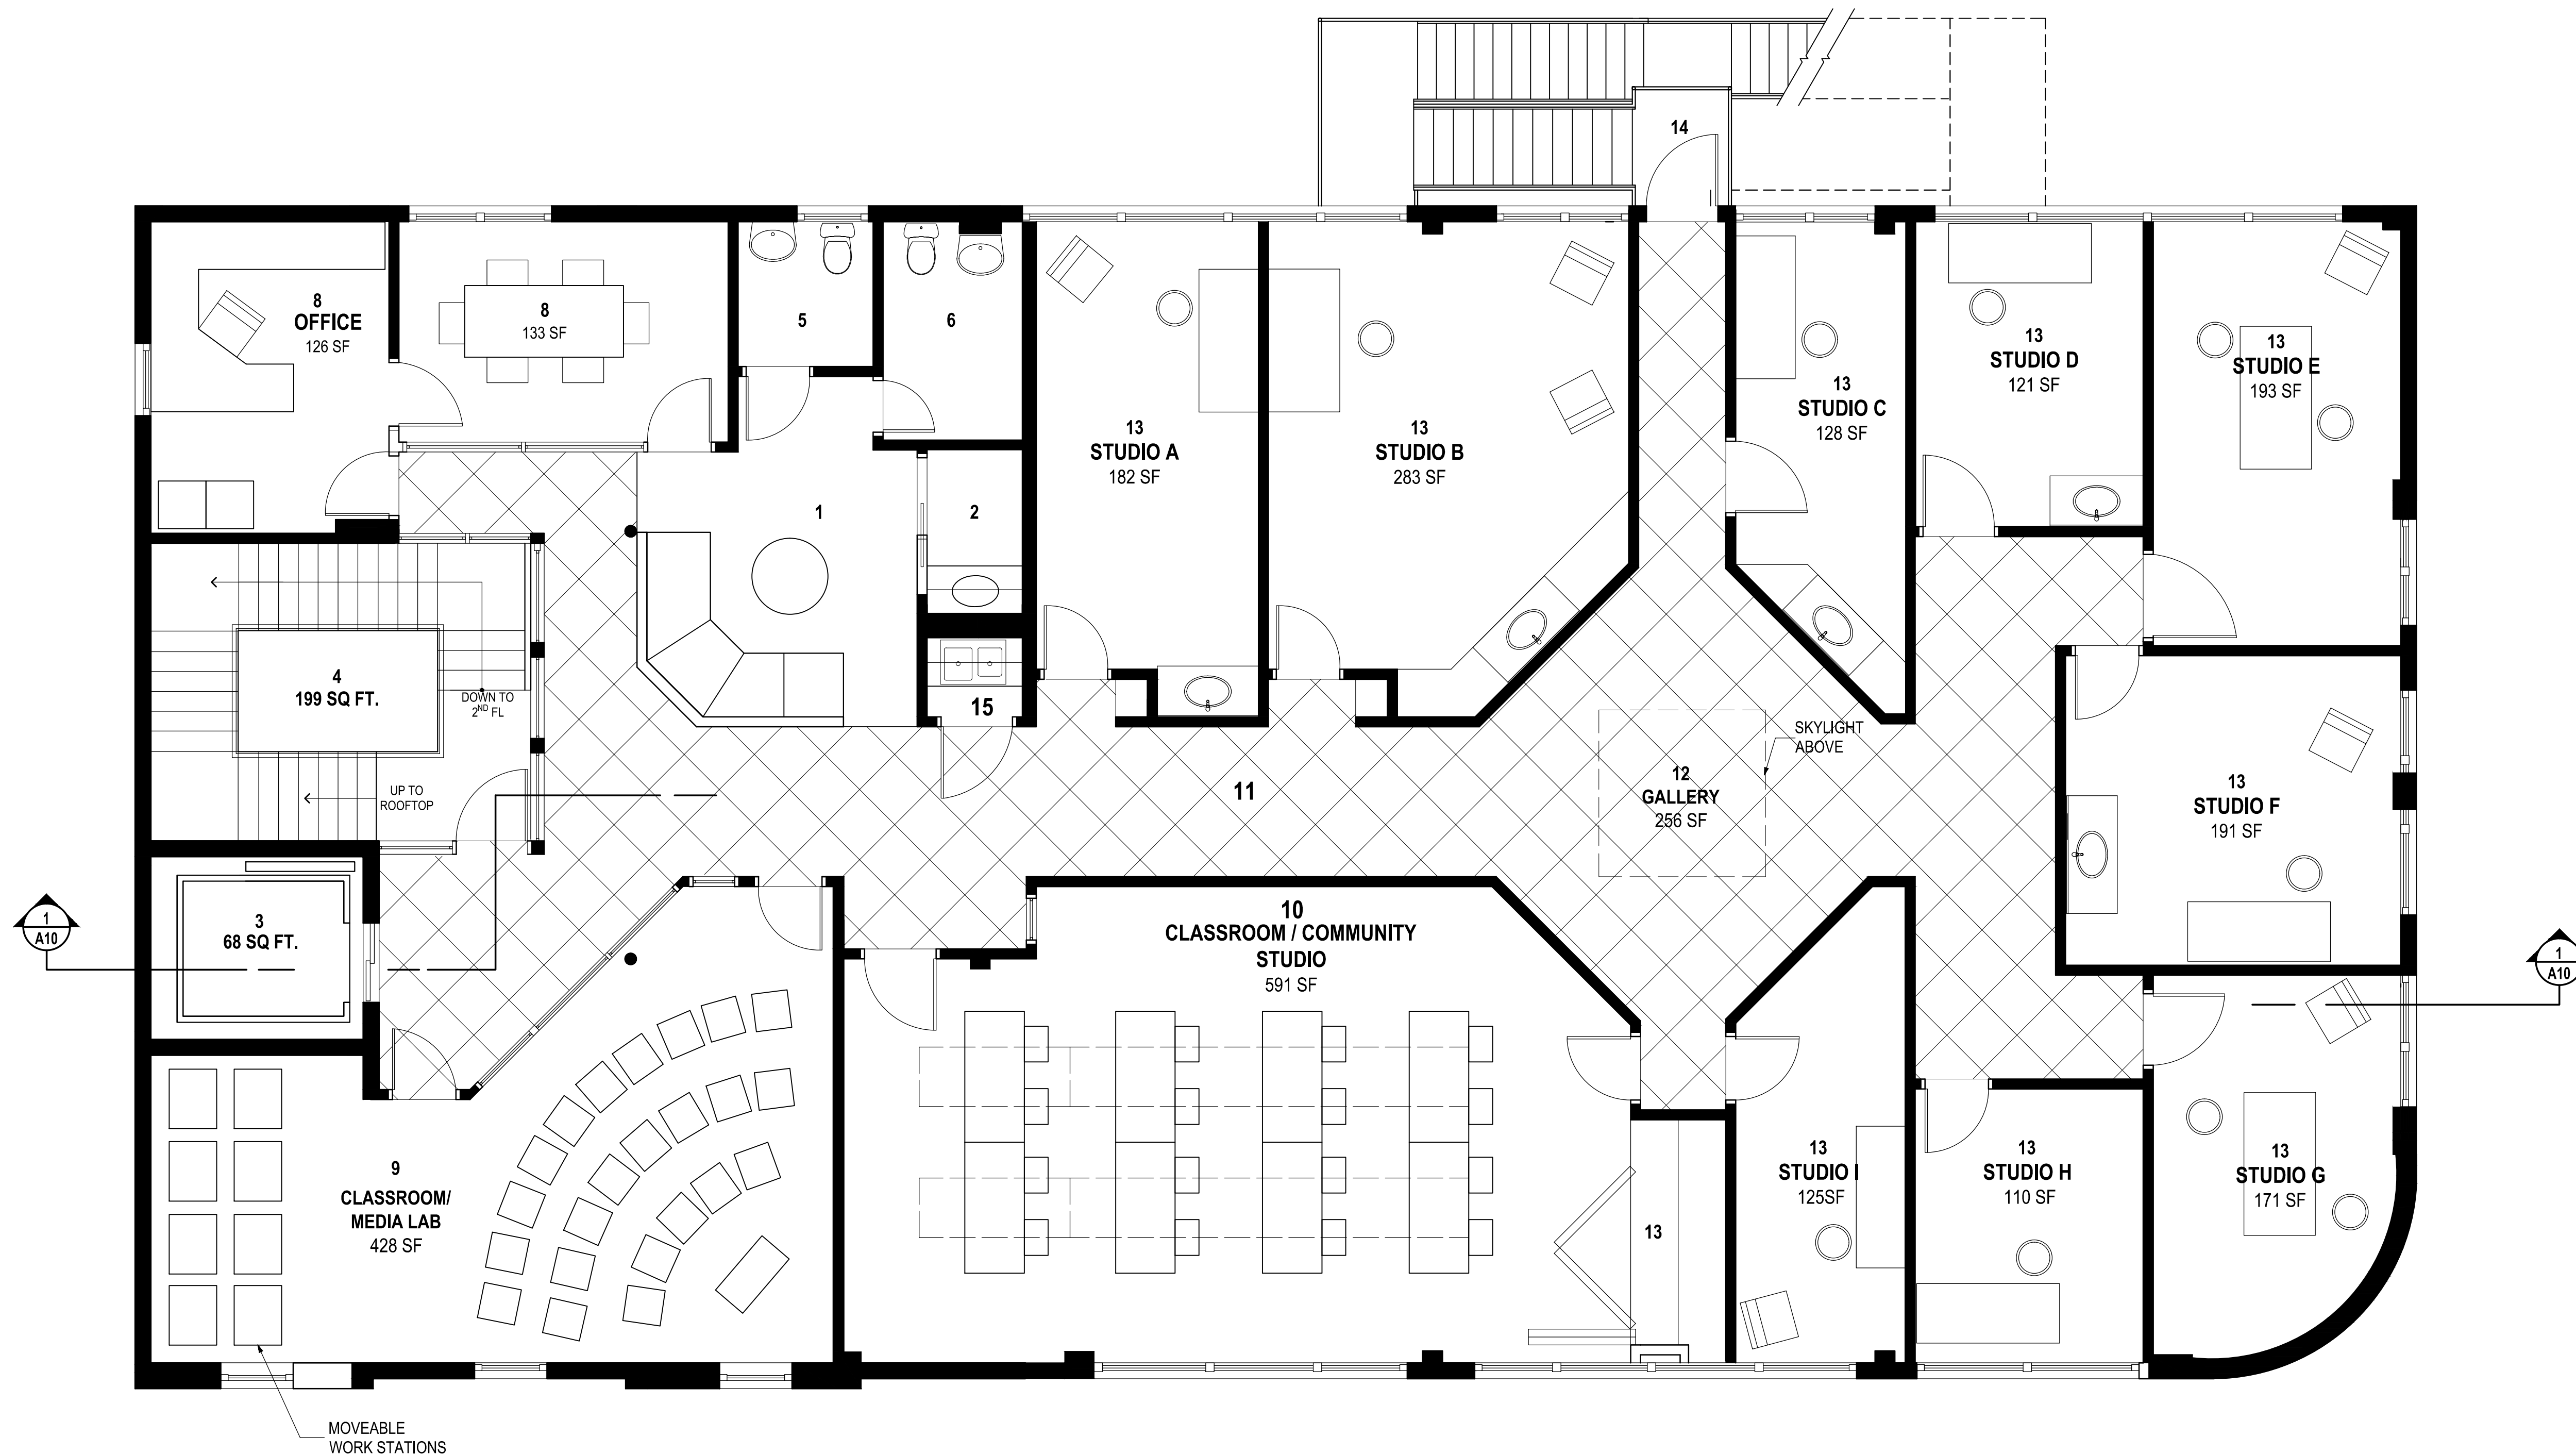 14
8
OFFICE
126 SF
8
133 SF
5
6
13
STUDIO A
182 SF
13
STUDIO B
283 SF
13
STUDIO C
128 SF
13
STUDIO D
121 SF
13
STUDIO E
193 SF
1
2
4
199 SQ FT.
DOWN TO
2ND FL
15
UP TO
ROOFTOP
11
SKYLIGHT
ABOVE
12
GALLERY
256 SF
13
STUDIO F
191 SF
1
A10
3
68 SQ FT.
10
CLASSROOM / COMMUNITY
STUDIO
591 SF
1
A10
9
CLASSROOM/
MEDIA LAB
428 SF
13
13
STUDIO I
125SF
13
STUDIO H
110 SF
13
STUDIO G
171 SF
MOVEABLE
WORK STATIONS